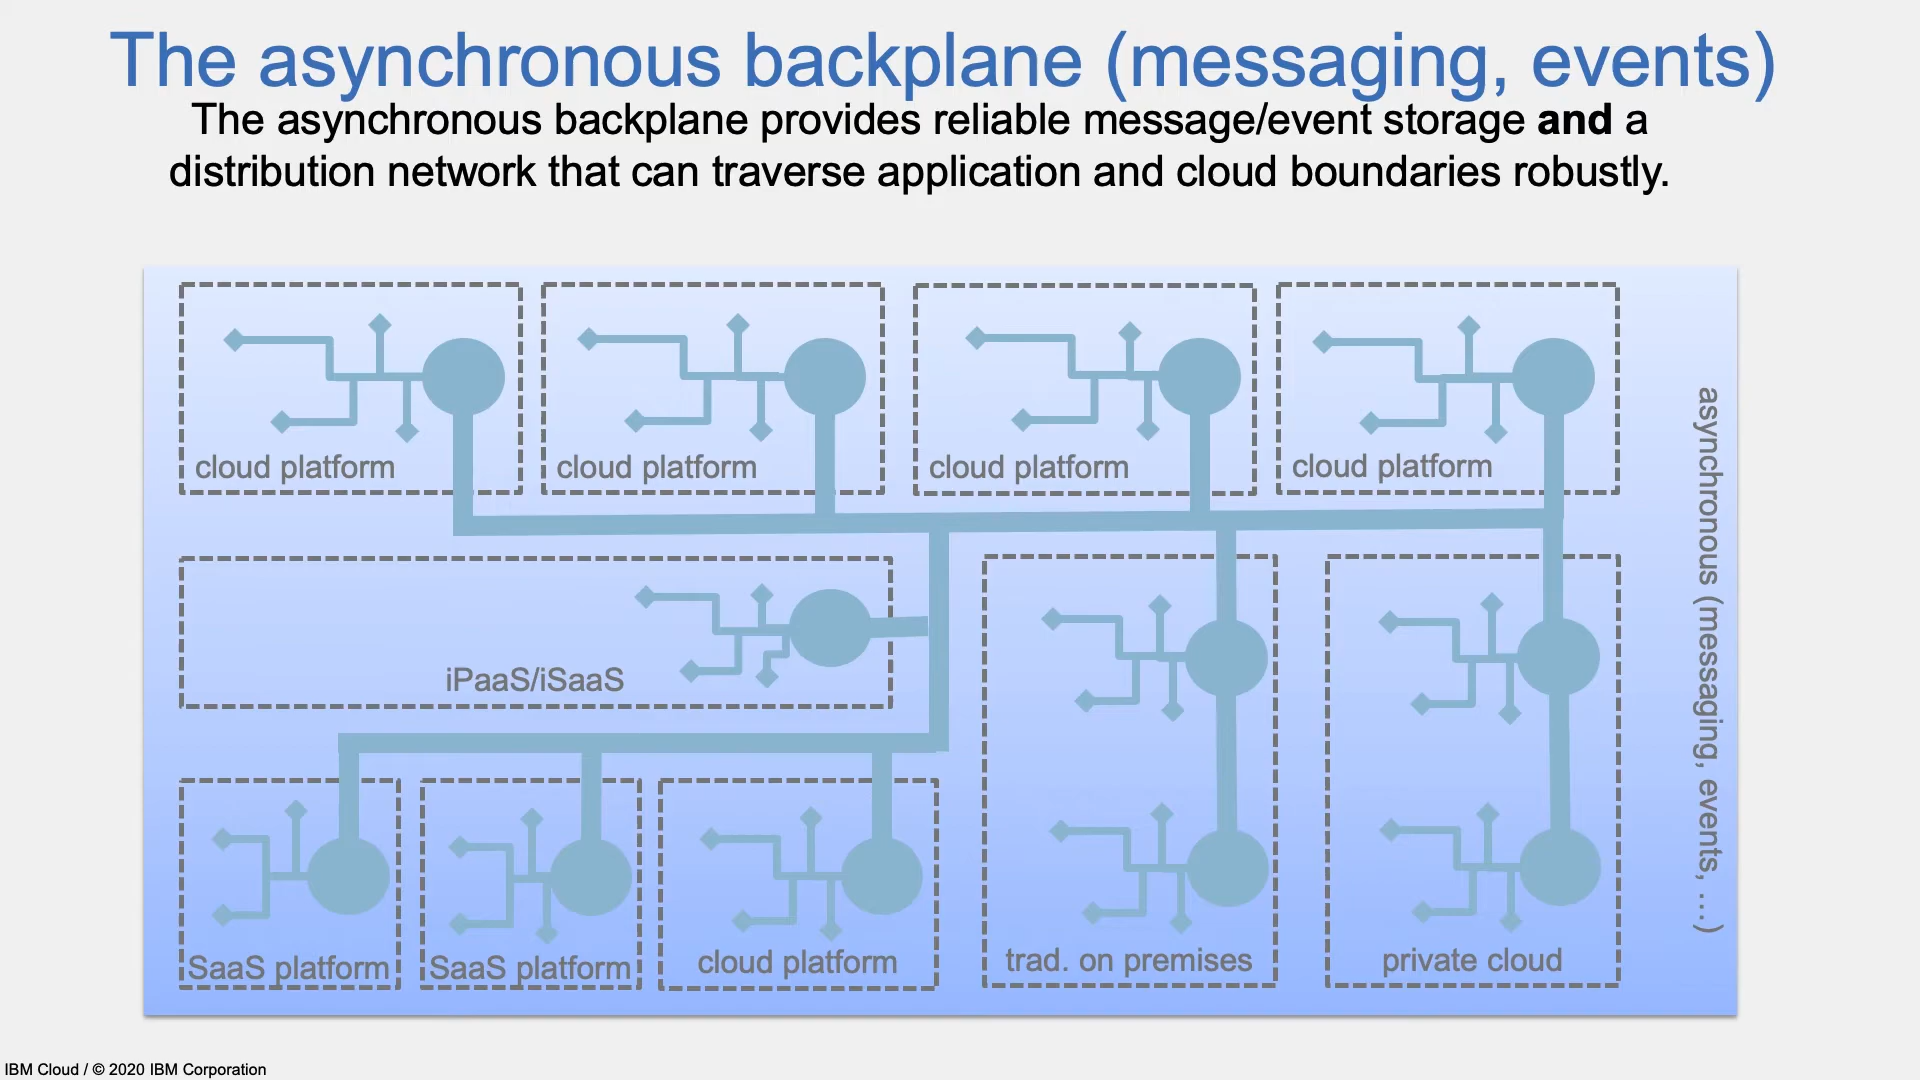 The asynchronous backplane (messaging, events)
The asynchronous backplane provides reliable message/event storage and a
distribution network that can traverse application and cloud boundaries robustly.
cloud platform
cloud platform
cloud platform
cloud platform
asynchronous (messaging, events, …)
iPaaS/iSaaS
SaaS platform
SaaS platform
cloud platform
trad. on premises
private cloud
IBM Cloud / © 2020 IBM Corporation